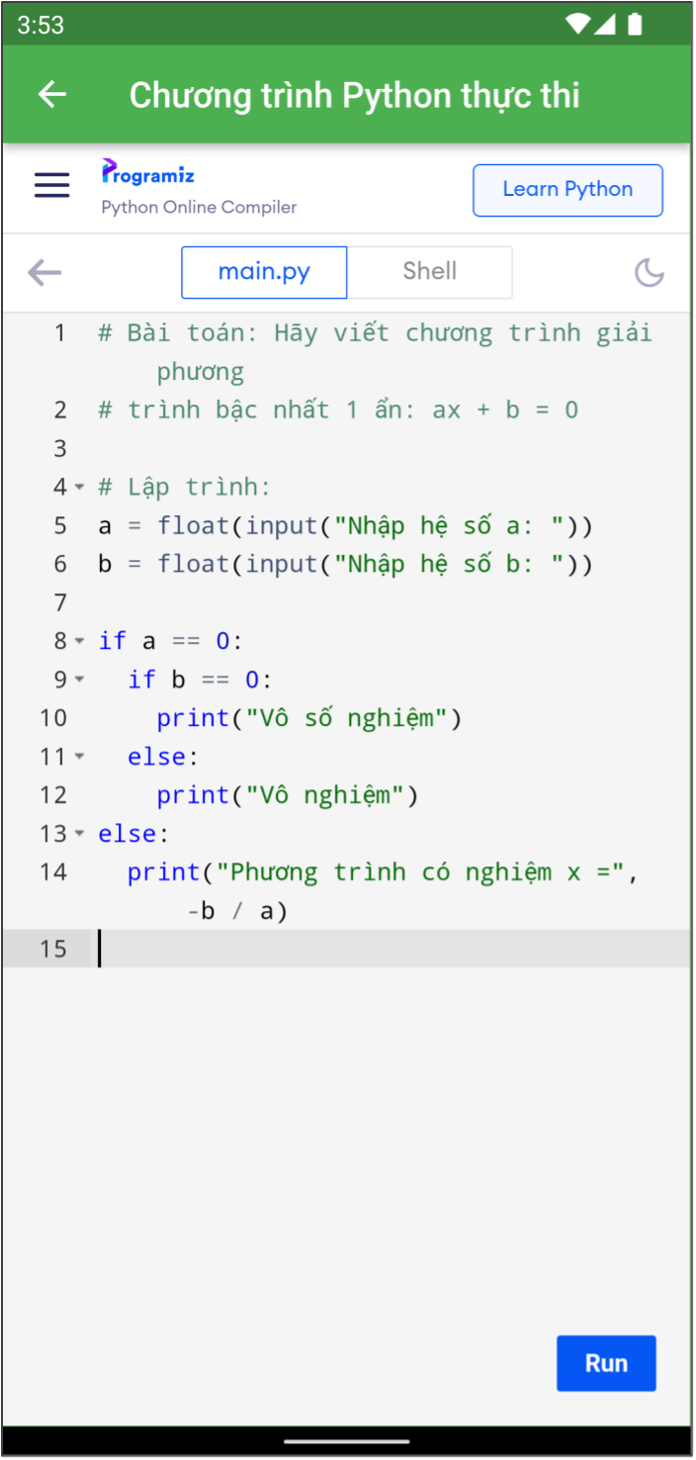 3:53
Chương trình Python thực thi
Programiz
Python Online Compiler
Learn Python
main.py
Shell
1 # Bài toán: Hãy viết chương trình giải
phương
2 # trình bậc nhất 1 ẩn: ax + b = 0
3
4 # Lập trình:
5 a = float(input("Nhập hệ số a: "))
6 b = float(input("Nhập hệ số b: "))
7
8 if a == 0:
9   if b == 0:
10     print("Vô số nghiệm")
11   else:
12     print("Vô nghiệm")
13 else:
14   print("Phương trình có nghiệm x =",
-b / a)
15
Run